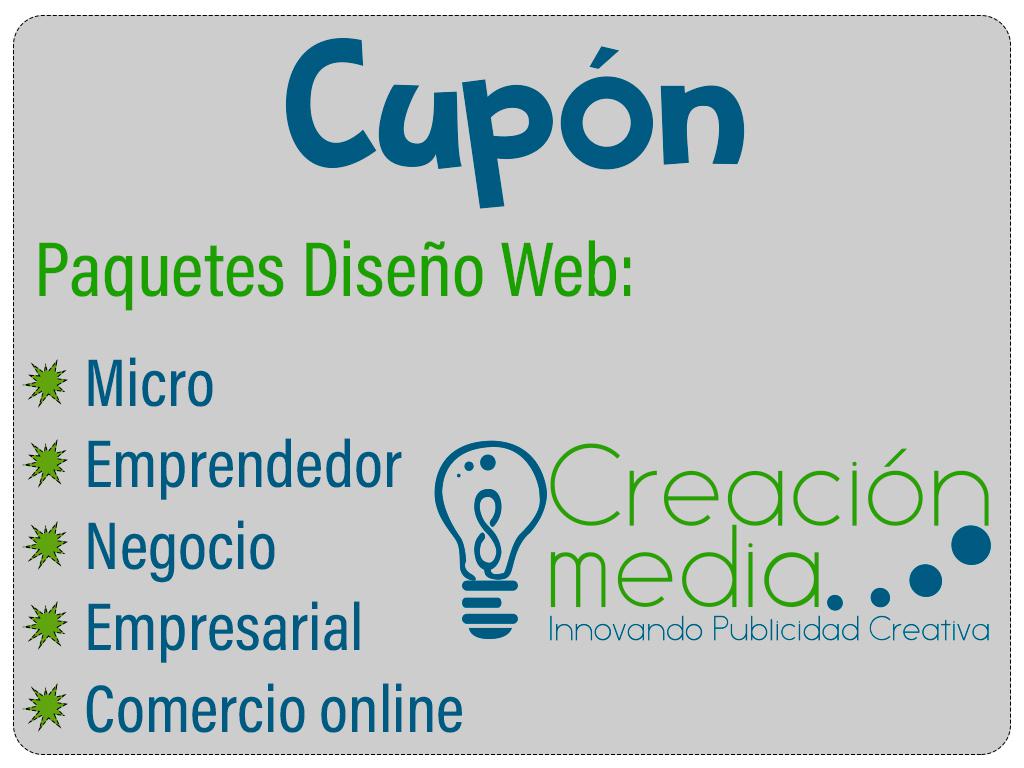 Cupón
Paquetes Diseño Web:
Micro
Emprendedor
Negocio
Empresarial
Comercio online
Creación
media
Innovando Publicidad Creativa